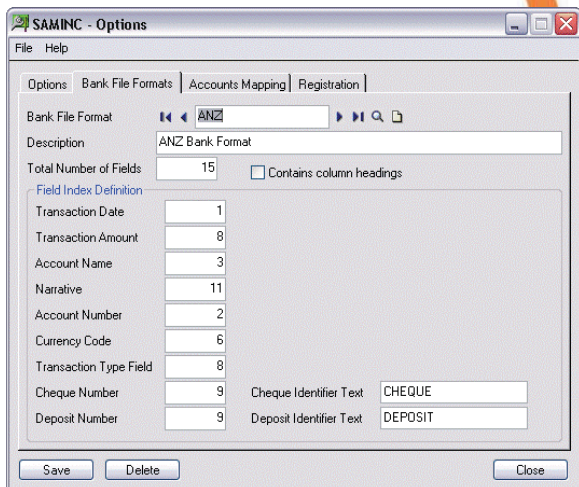 SAMINC - Options
File Help
Options Bank File Formats Accounts Mapping Registration
Bank File Format ANZ
Description ANZ Bank Format
Total Number of Fields 15 Contains column headings
Field Index Definition
Transaction Date 1
Transaction Amount 8
Account Name 3
Narrative 11
Account Number 2
Currency Code 6
Transaction Type Field 8
Cheque Number 9 Cheque Identifier Text CHEQUE
Deposit Number 9 Deposit Identifier Text DEPOSIT
Save Delete Close